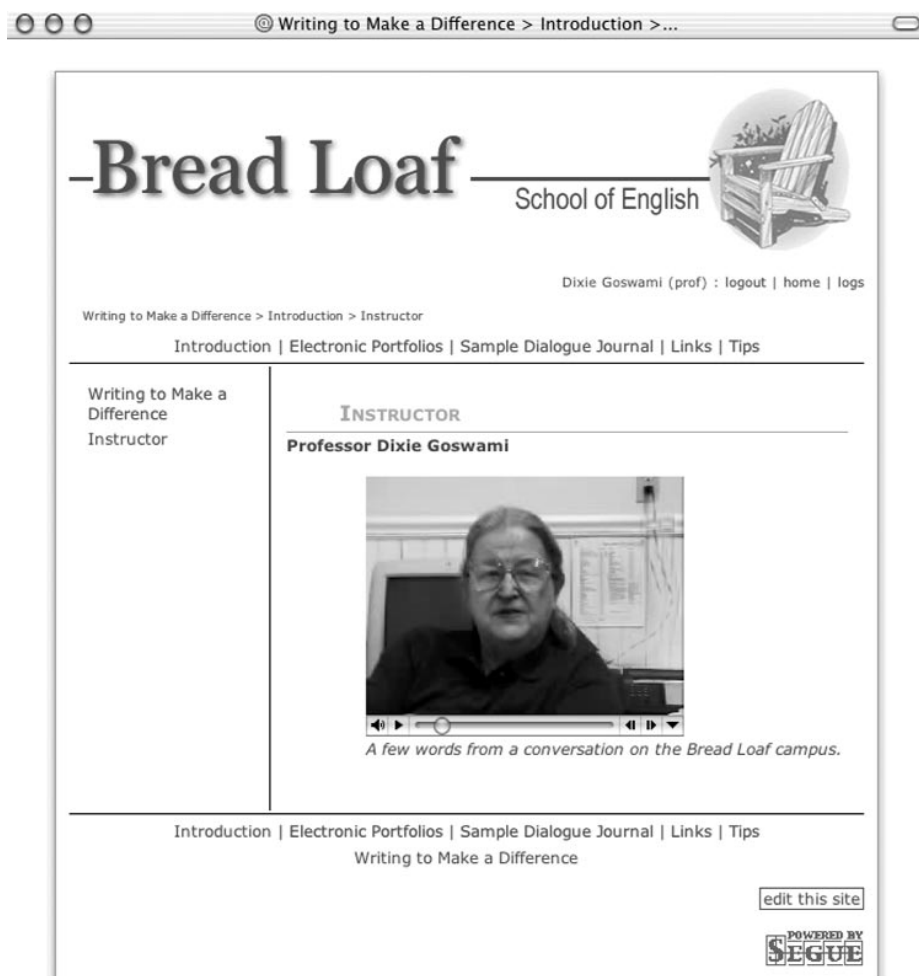 Writing to Make a Difference > Introduction >...
Bread Loaf
School of English
Dixie Goswami (prof) : logout | home | logs
Writing to Make a Difference > Introduction > Instructor
Introduction | Electronic Portfolios | Sample Dialogue Journal | Links | Tips
Writing to Make a
Difference
Instructor
INSTRUCTOR
Professor Dixie Goswami
A few words from a conversation on the Bread Loaf campus.
Introduction | Electronic Portfolios | Sample Dialogue Journal | Links | Tips
Writing to Make a Difference
edit this site
POWERED BY
SEGUE